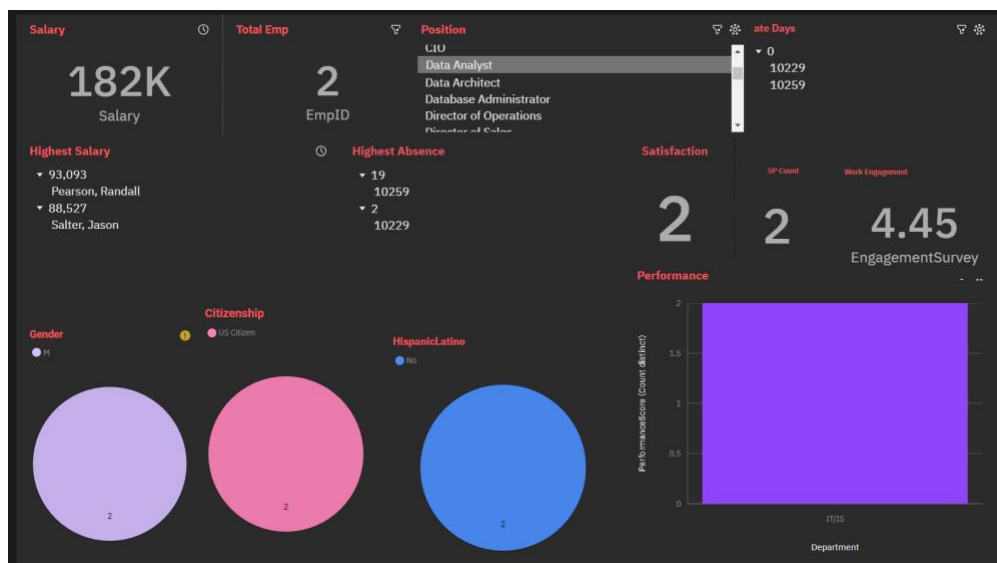 Salary
182K
Salary
Total Emp
2
EmpID
Position
CIO
Data Analyst
Data Architect
Database Administrator
Director of Operations
Director of Sales
ate Days
0
10229
10259
Highest Salary
93,093
Pearson, Randall
88,527
Salter, Jason
Highest Absence
19
10259
2
10229
Satisfaction
2
SP Count
2
Work Engagement
4.45
EngagementSurvey
Gender
M
2
Citizenship
US Citizen
2
HispanicLatino
No
2
Performance
PerformanceScore (Count distinct)
2
1.5
1
0.5
0
IT/IS
Department